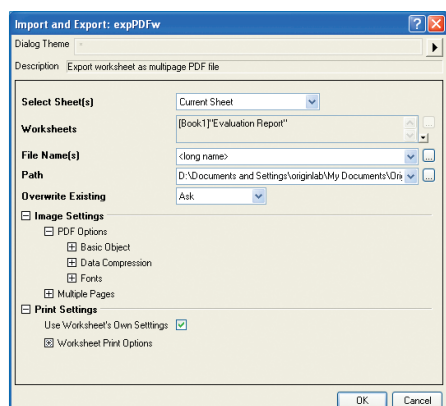 Import and Export: expPDFw
Dialog Theme *
Description Export worksheet as multipage PDF file
Select Sheet(s) Current Sheet
Worksheets [Book1]"Evaluation Report"
File Name(s) <long name>
Path D:\Documents and Settings\originlab\My Documents\Ori
Overwrite Existing Ask
Image Settings
PDF Options
Basic Object
Data Compression
Fonts
Multiple Pages
Print Settings
Use Worksheet's Own Setttings
Worksheet Print Options
OK Cancel